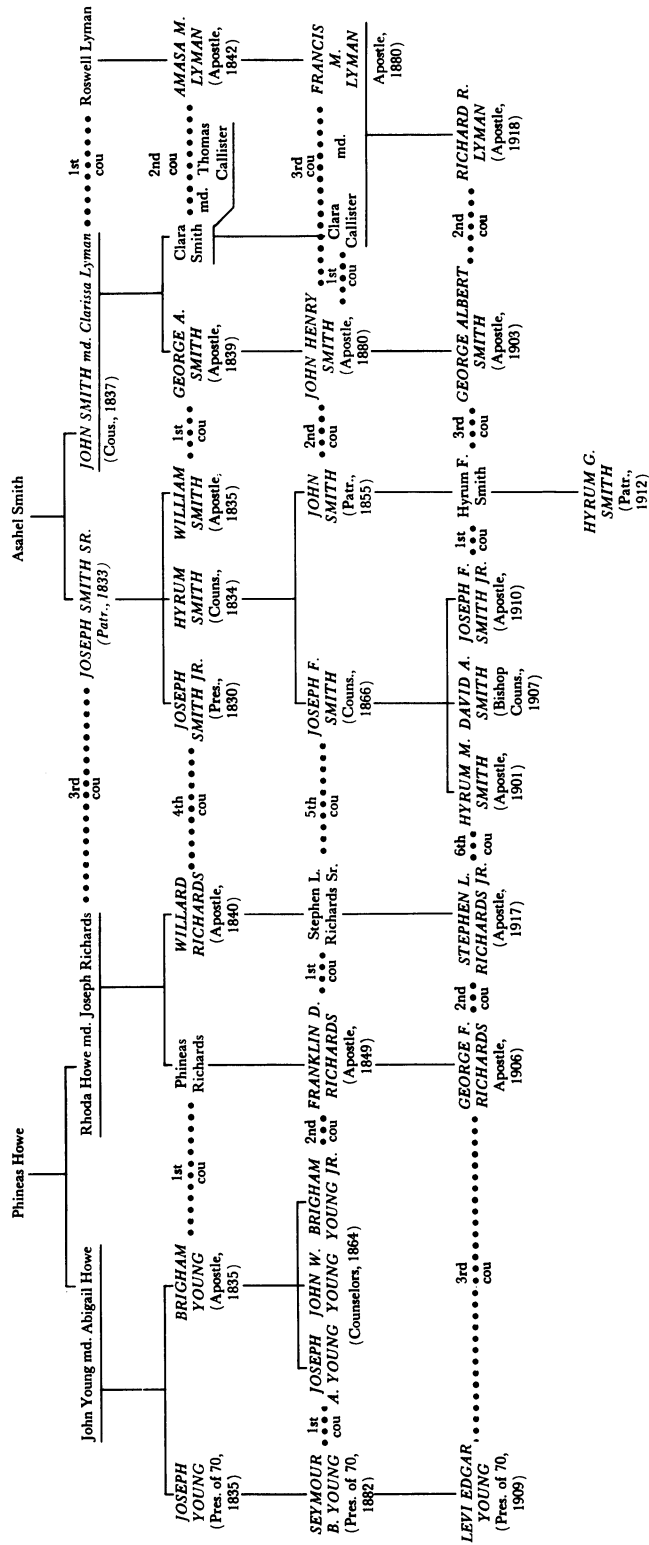 Phineas Howe
Asahel Smith
John Young md. Abigail Howe
Rhoda Howe md. Joseph Richards
3rd
cou
JOSEPH SMITH SR.
(Patr., 1833)
JOHN SMITH md. Clarissa Lyman
(Cous., 1837)
1st
cou
Roswell Lyman
JOSEPH
YOUNG
(Pres. of 70,
1835)
BRIGHAM
YOUNG
(Apostle,
1835)
1st
cou
Phineas
Richards
WILLARD
RICHARDS
(Apostle,
1840)
4th
cou
JOSEPH
SMITH JR.
(Pres.,
1830)
HYRUM
SMITH
(Couns.,
1834)
WILLIAM
SMITH
(Apostle,
1835)
1st
cou
GEORGE A.
SMITH
(Apostle,
1839)
Clara
Smith
md.
Thomas
Callister
2nd
cou
AMASA M.
LYMAN
(Apostle,
1842)
SEYMOUR
B. YOUNG
(Pres. of 70,
1882)
1st
cou
JOSEPH
A. YOUNG
JOHN W.
YOUNG
BRIGHAM
YOUNG JR.
(Counselors, 1864)
2nd
cou
FRANKLIN D.
RICHARDS
(Apostle,
1849)
1st
cou
Stephen L.
Richards Sr.
5th
cou
JOSEPH F.
SMITH
(Couns.,
1866)
JOHN
SMITH
(Patr.,
1855)
2nd
cou
JOHN HENRY
SMITH
(Apostle,
1880)
1st
cou
3rd
cou
Clara
Callister
md.
FRANCIS
M.
LYMAN
Apostle,
1880)
LEVI EDGAR
YOUNG
(Pres. of 70,
1909)
3rd
cou
GEORGE F.
RICHARDS
Apostle,
1906)
2nd
cou
STEPHEN L.
RICHARDS JR.
(Apostle,
1917)
6th
cou
HYRUM M.
SMITH
(Apostle,
1901)
DAVID A.
SMITH
(Bishop
Couns.,
1907)
JOSEPH F.
SMITH JR.
(Apostle,
1910)
1st
cou
Hyrum F.
Smith
3rd
cou
GEORGE ALBERT
SMITH
(Apostle,
1903)
2nd
cou
RICHARD R.
LYMAN
(Apostle,
1918)
HYRUM G.
SMITH
(Patr.,
1912)